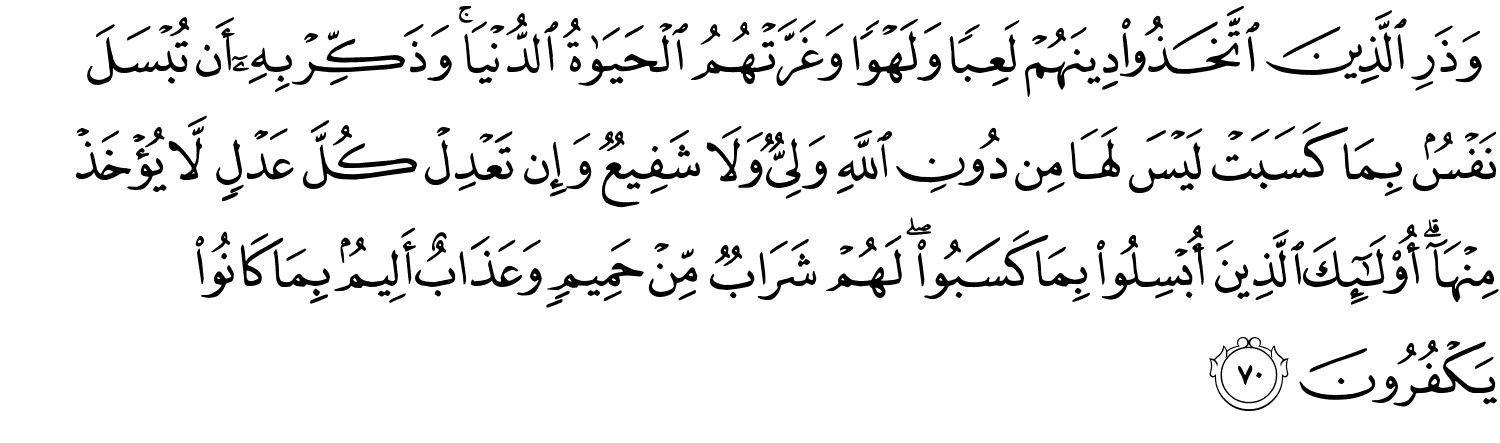 وَذَرِ ٱلَّذِينَ ٱتَّخَذُوا۟ دِينَهُمْ لَعِبًا وَلَهْوًا وَغَرَّتْهُمُ ٱلْحَيَوٰةُ ٱلدُّنْيَا ۚ وَذَكِّرْ بِهِۦٓ أَن تُبْسَلَ
نَفْسٌۢ بِمَا كَسَبَتْ لَيْسَ لَهَا مِن دُونِ ٱللَّهِ وَلِىٌّ وَلَا شَفِيعٌ وَإِن تَعْدِلْ كُلَّ عَدْلٍ لَّا يُؤْخَذْ
مِنْهَآ ۗ أُو۟لَـٰٓئِكَ ٱلَّذِينَ أُبْسِلُوا۟ بِمَا كَسَبُوا۟ ۖ لَهُمْ شَرَابٌ مِّنْ حَمِيمٍ وَعَذَابٌ أَلِيمٌۢ بِمَا كَانُوا۟
يَكْفُرُونَ ٧٠